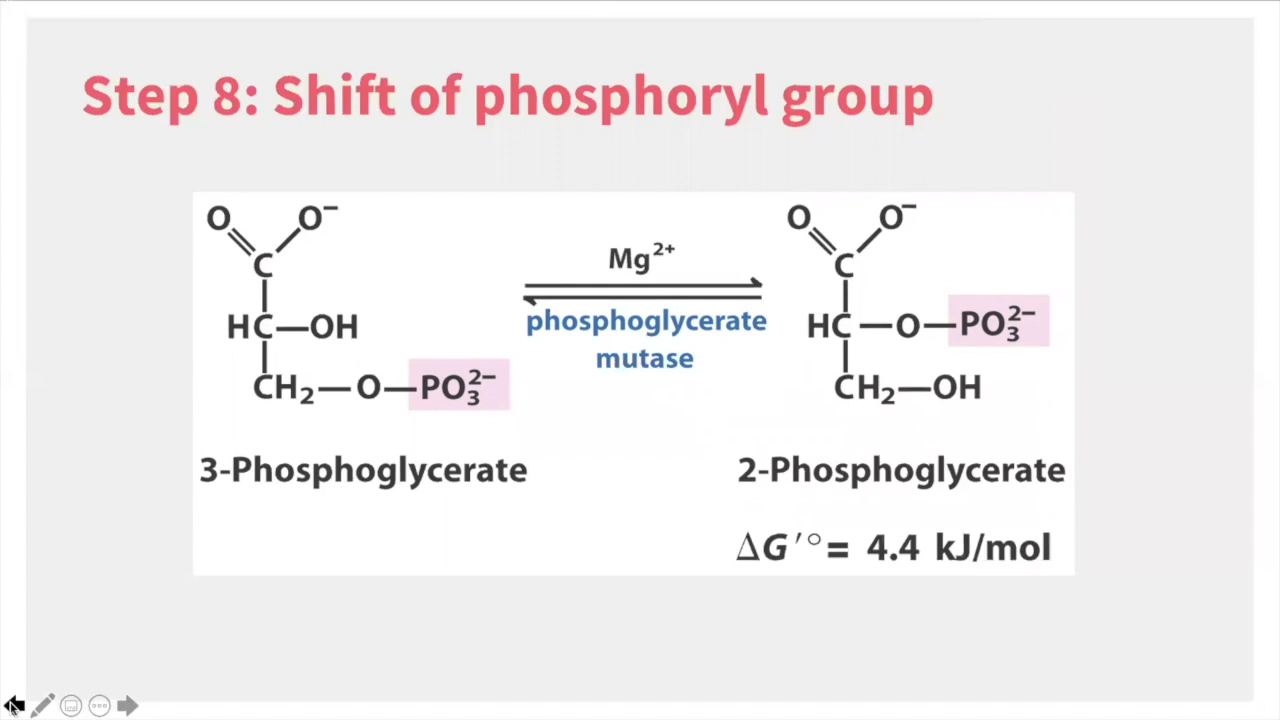 Step 8: Shift of phosphoryl group
O O⁻
C
HC—OH
CH₂—O—PO₃²⁻
3-Phosphoglycerate
Mg²⁺
phosphoglycerate
mutase
O O⁻
C
HC—O—PO₃²⁻
CH₂—OH
2-Phosphoglycerate
ΔG′° = 4.4 kJ/mol